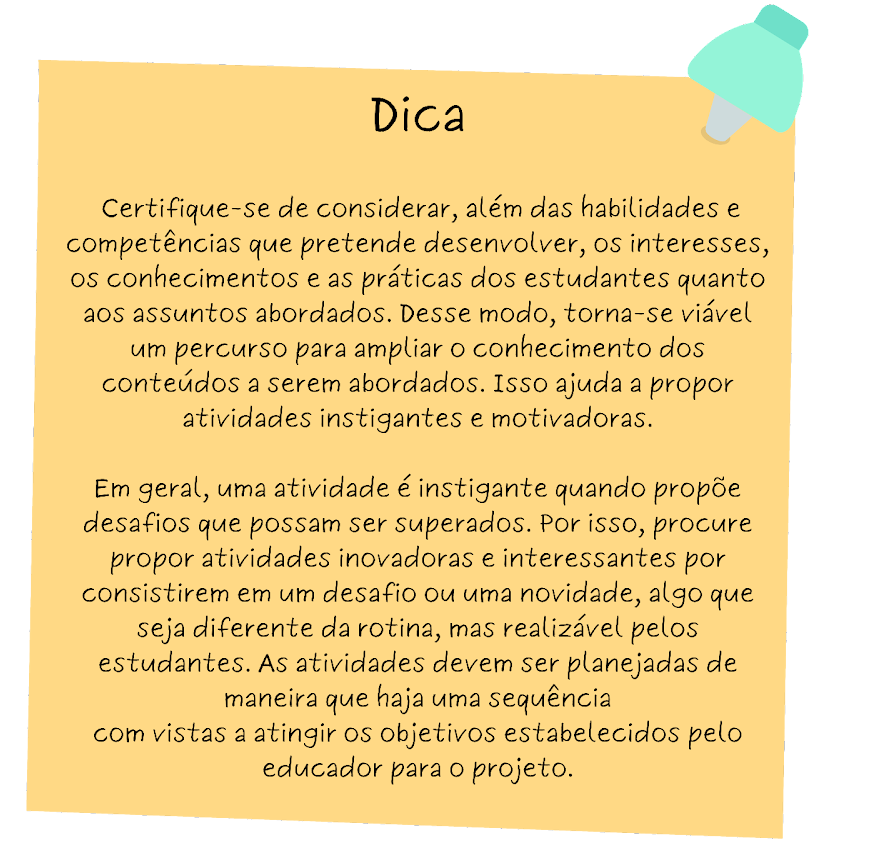 Dica
Certifique-se de considerar, além das habilidades e
competências que pretende desenvolver, os interesses,
os conhecimentos e as práticas dos estudantes quanto
aos assuntos abordados. Desse modo, torna-se viável
um percurso para ampliar o conhecimento dos
conteúdos a serem abordados. Isso ajuda a propor
atividades instigantes e motivadoras.
Em geral, uma atividade é instigante quando propõe
desafios que possam ser superados. Por isso, procure
propor atividades inovadoras e interessantes por
consistirem em um desafio ou uma novidade, algo que
seja diferente da rotina, mas realizável pelos
estudantes. As atividades devem ser planejadas de
maneira que haja uma sequência
com vistas a atingir os objetivos estabelecidos pelo
educador para o projeto.